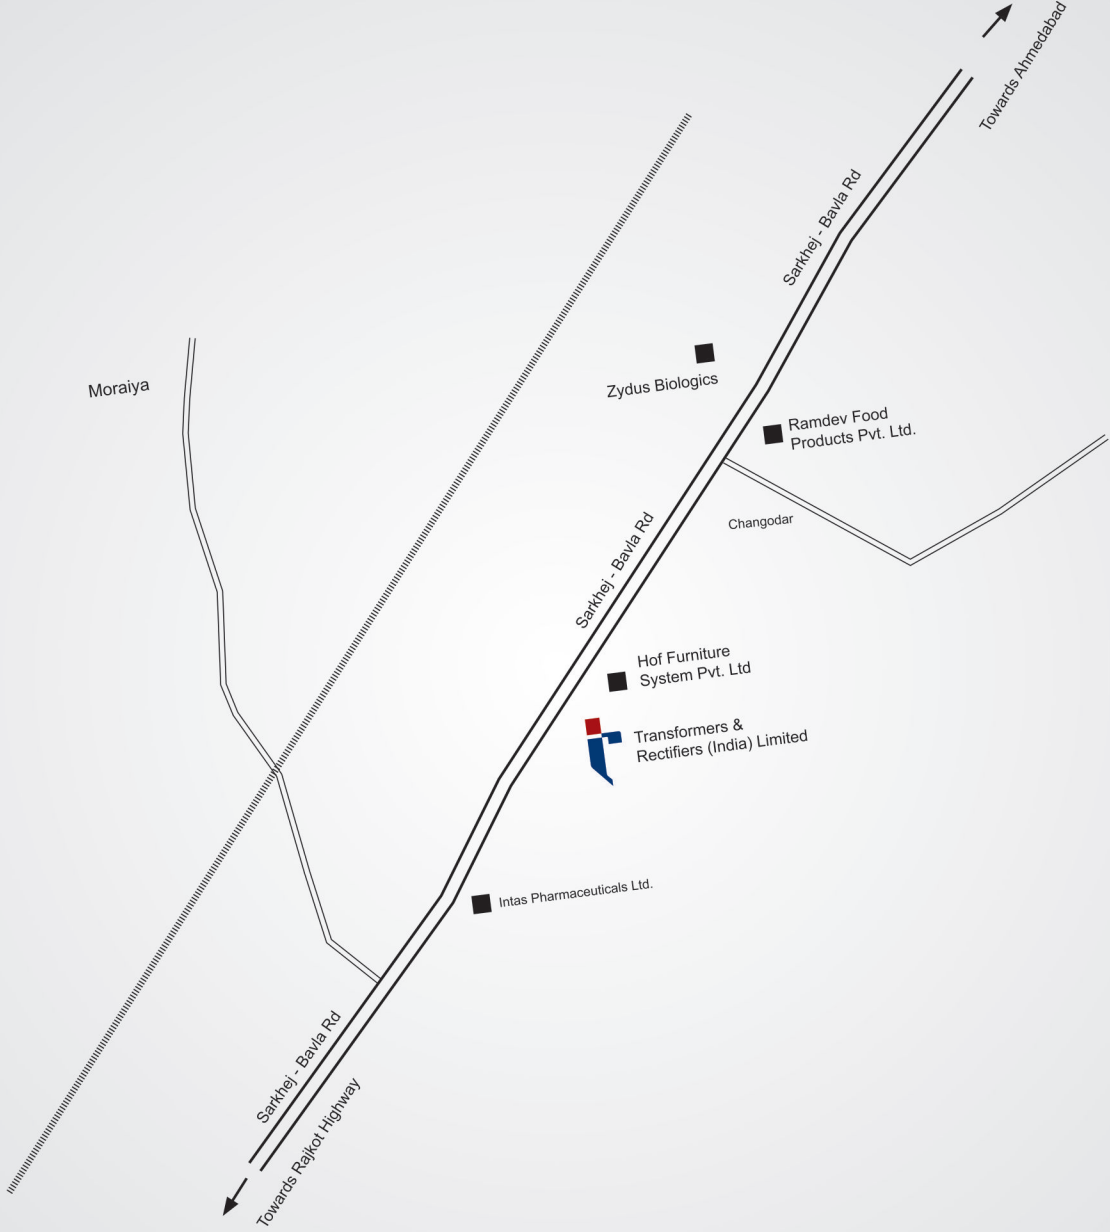 Towards Ahmedabad
Sarkhej - Bavla Rd
Moraiya
Zydus Biologics
Ramdev Food
Products Pvt. Ltd.
Changodar
Sarkhej - Bavla Rd
Hof Furniture
System Pvt. Ltd
Transformers &
Rectifiers (India) Limited
Intas Pharmaceuticals Ltd.
Sarkhej - Bavla Rd
Towards Rajkot Highway